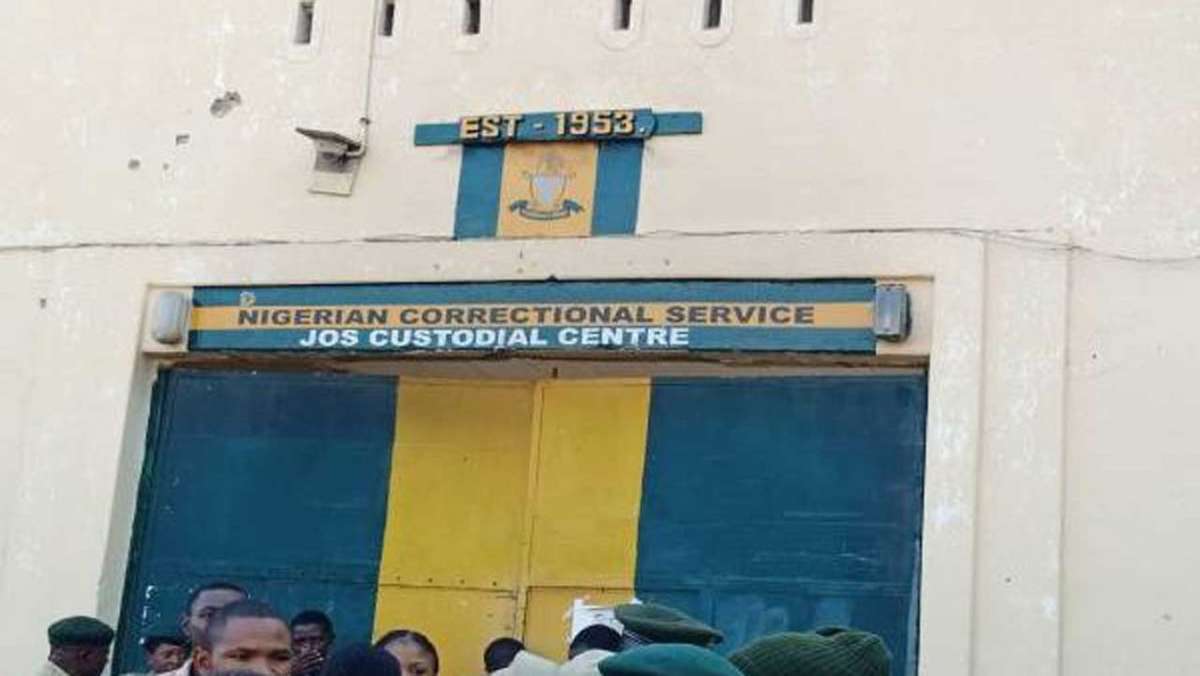 EST - 1953.
NIGERIAN CORRECTIONAL SERVICE
JOS CUSTODIAL CENTRE